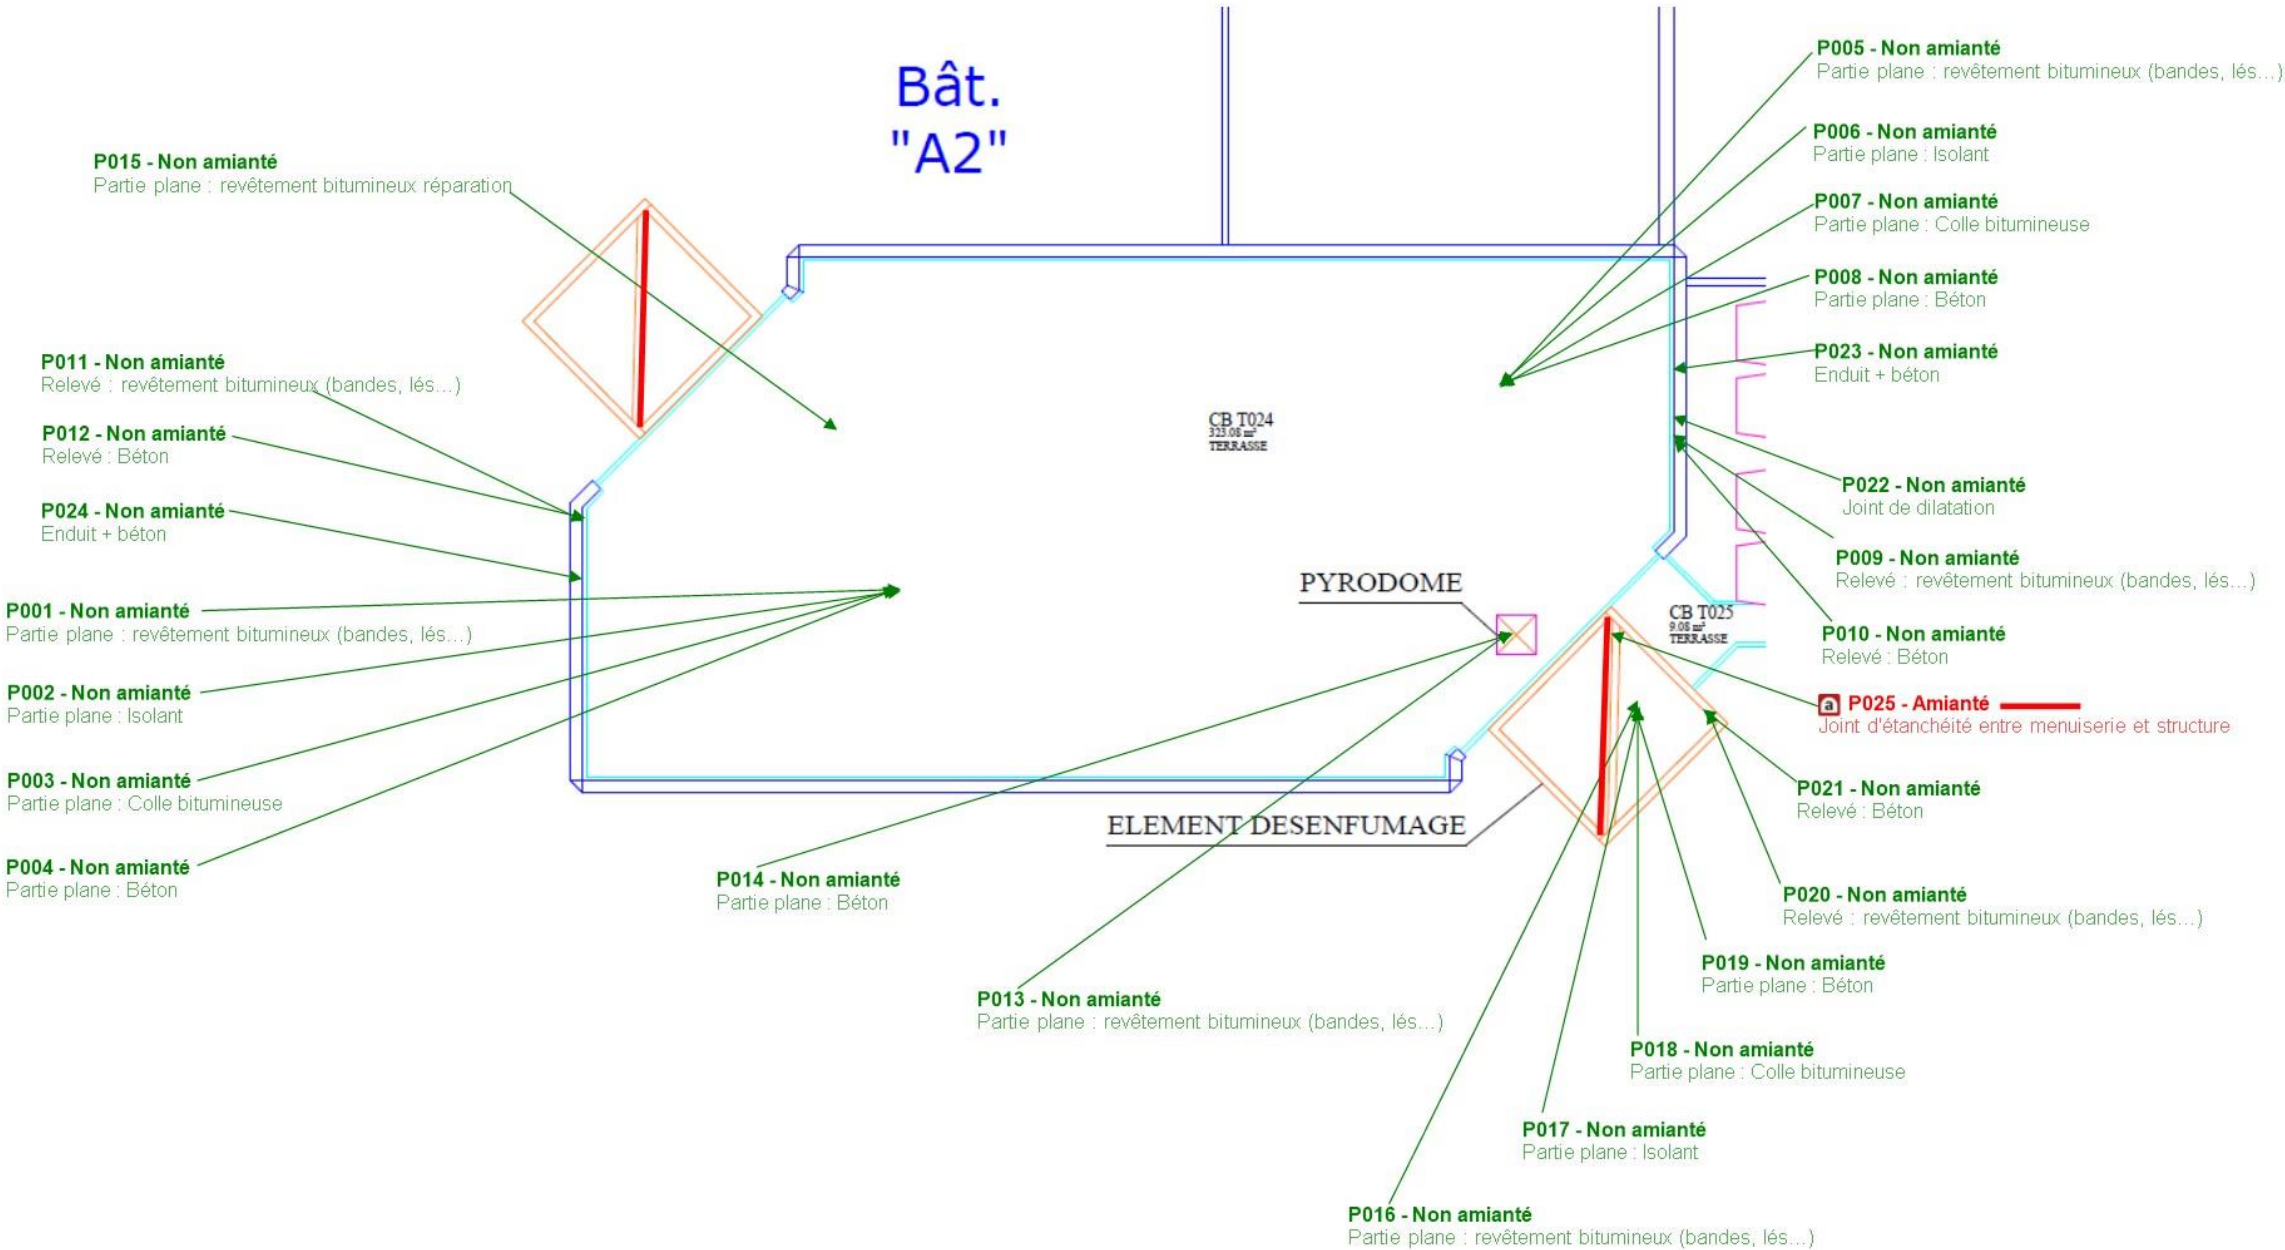 Bât.
"A2"
P005 - Non amianté
Partie plane : revêtement bitumineux (bandes, lés...)
P006 - Non amianté
Partie plane : Isolant
P007 - Non amianté
Partie plane : Colle bitumineuse
P008 - Non amianté
Partie plane : Béton
P023 - Non amianté
Enduit + béton
P022 - Non amianté
Joint de dilatation
P009 - Non amianté
Relevé : revêtement bitumineux (bandes, lés...)
P010 - Non amianté
Relevé : Béton
a P025 - Amianté
Joint d'étanchéité entre menuiserie et structure
P021 - Non amianté
Relevé : Béton
P020 - Non amianté
Relevé : revêtement bitumineux (bandes, lés...)
P019 - Non amianté
Partie plane : Béton
P018 - Non amianté
Partie plane : Colle bitumineuse
P017 - Non amianté
Partie plane : Isolant
P016 - Non amianté
Partie plane : revêtement bitumineux (bandes, lés...)
P015 - Non amianté
Partie plane : revêtement bitumineux réparation
P011 - Non amianté
Relevé : revêtement bitumineux (bandes, lés...)
P012 - Non amianté
Relevé : Béton
P024 - Non amianté
Enduit + béton
P001 - Non amianté
Partie plane : revêtement bitumineux (bandes, lés...)
P002 - Non amianté
Partie plane : Isolant
P003 - Non amianté
Partie plane : Colle bitumineuse
P004 - Non amianté
Partie plane : Béton
P014 - Non amianté
Partie plane : Béton
P013 - Non amianté
Partie plane : revêtement bitumineux (bandes, lés...)
CB T024
323.08 m²
TERRASSE
PYRODOME
CB T025
9.08 m²
TERRASSE
ELEMENT DESENFUMAGE